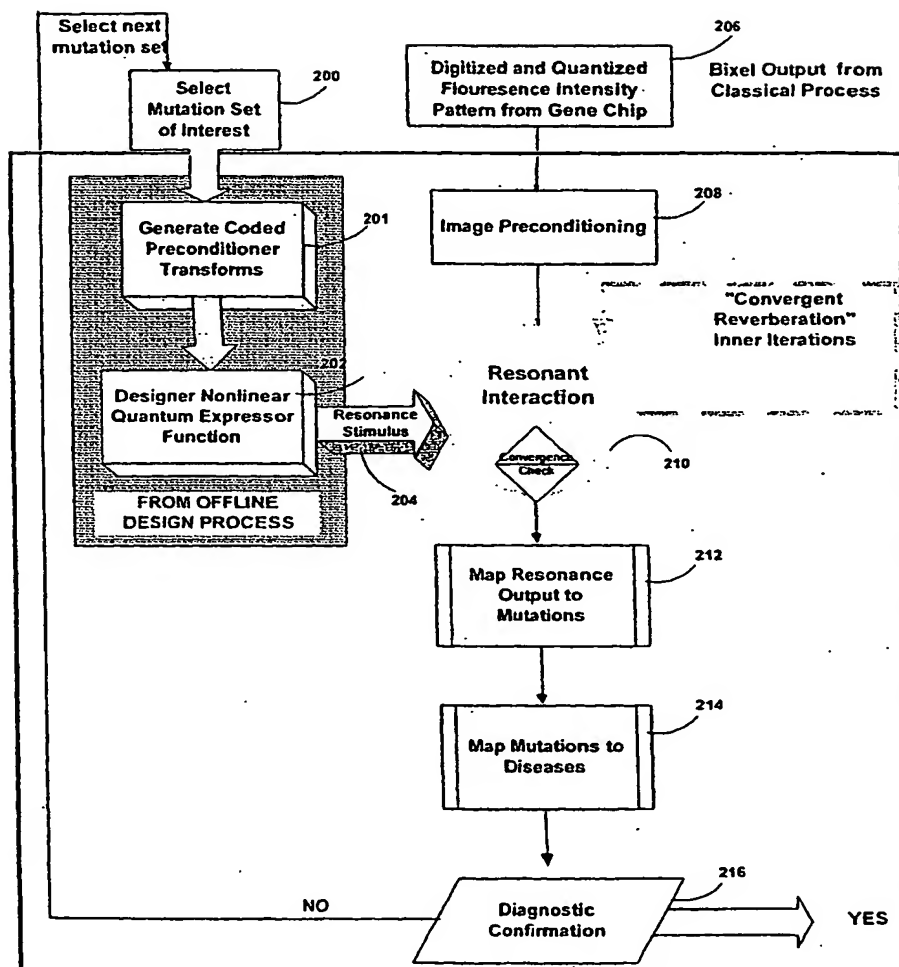 Select next
mutation set
200
Select
Mutation Set
of Interest
206
Digitized and Quantized
Flouresence Intensity
Pattern from Gene Chip
Bixel Output from
Classical Process
201
Generate Coded
Preconditioner
Transforms
208
Image Preconditioning
"Convergent
Reverberation"
Inner Iterations
202
Designer Nonlinear
Quantum Expressor
Function
Resonance
Stimulus
204
Resonant
Interaction
Convergence
Check
210
FROM OFFLINE
DESIGN PROCESS
212
Map Resonance
Output to
Mutations
214
Map Mutations to
Diseases
216
NO
Diagnostic
Confirmation
YES